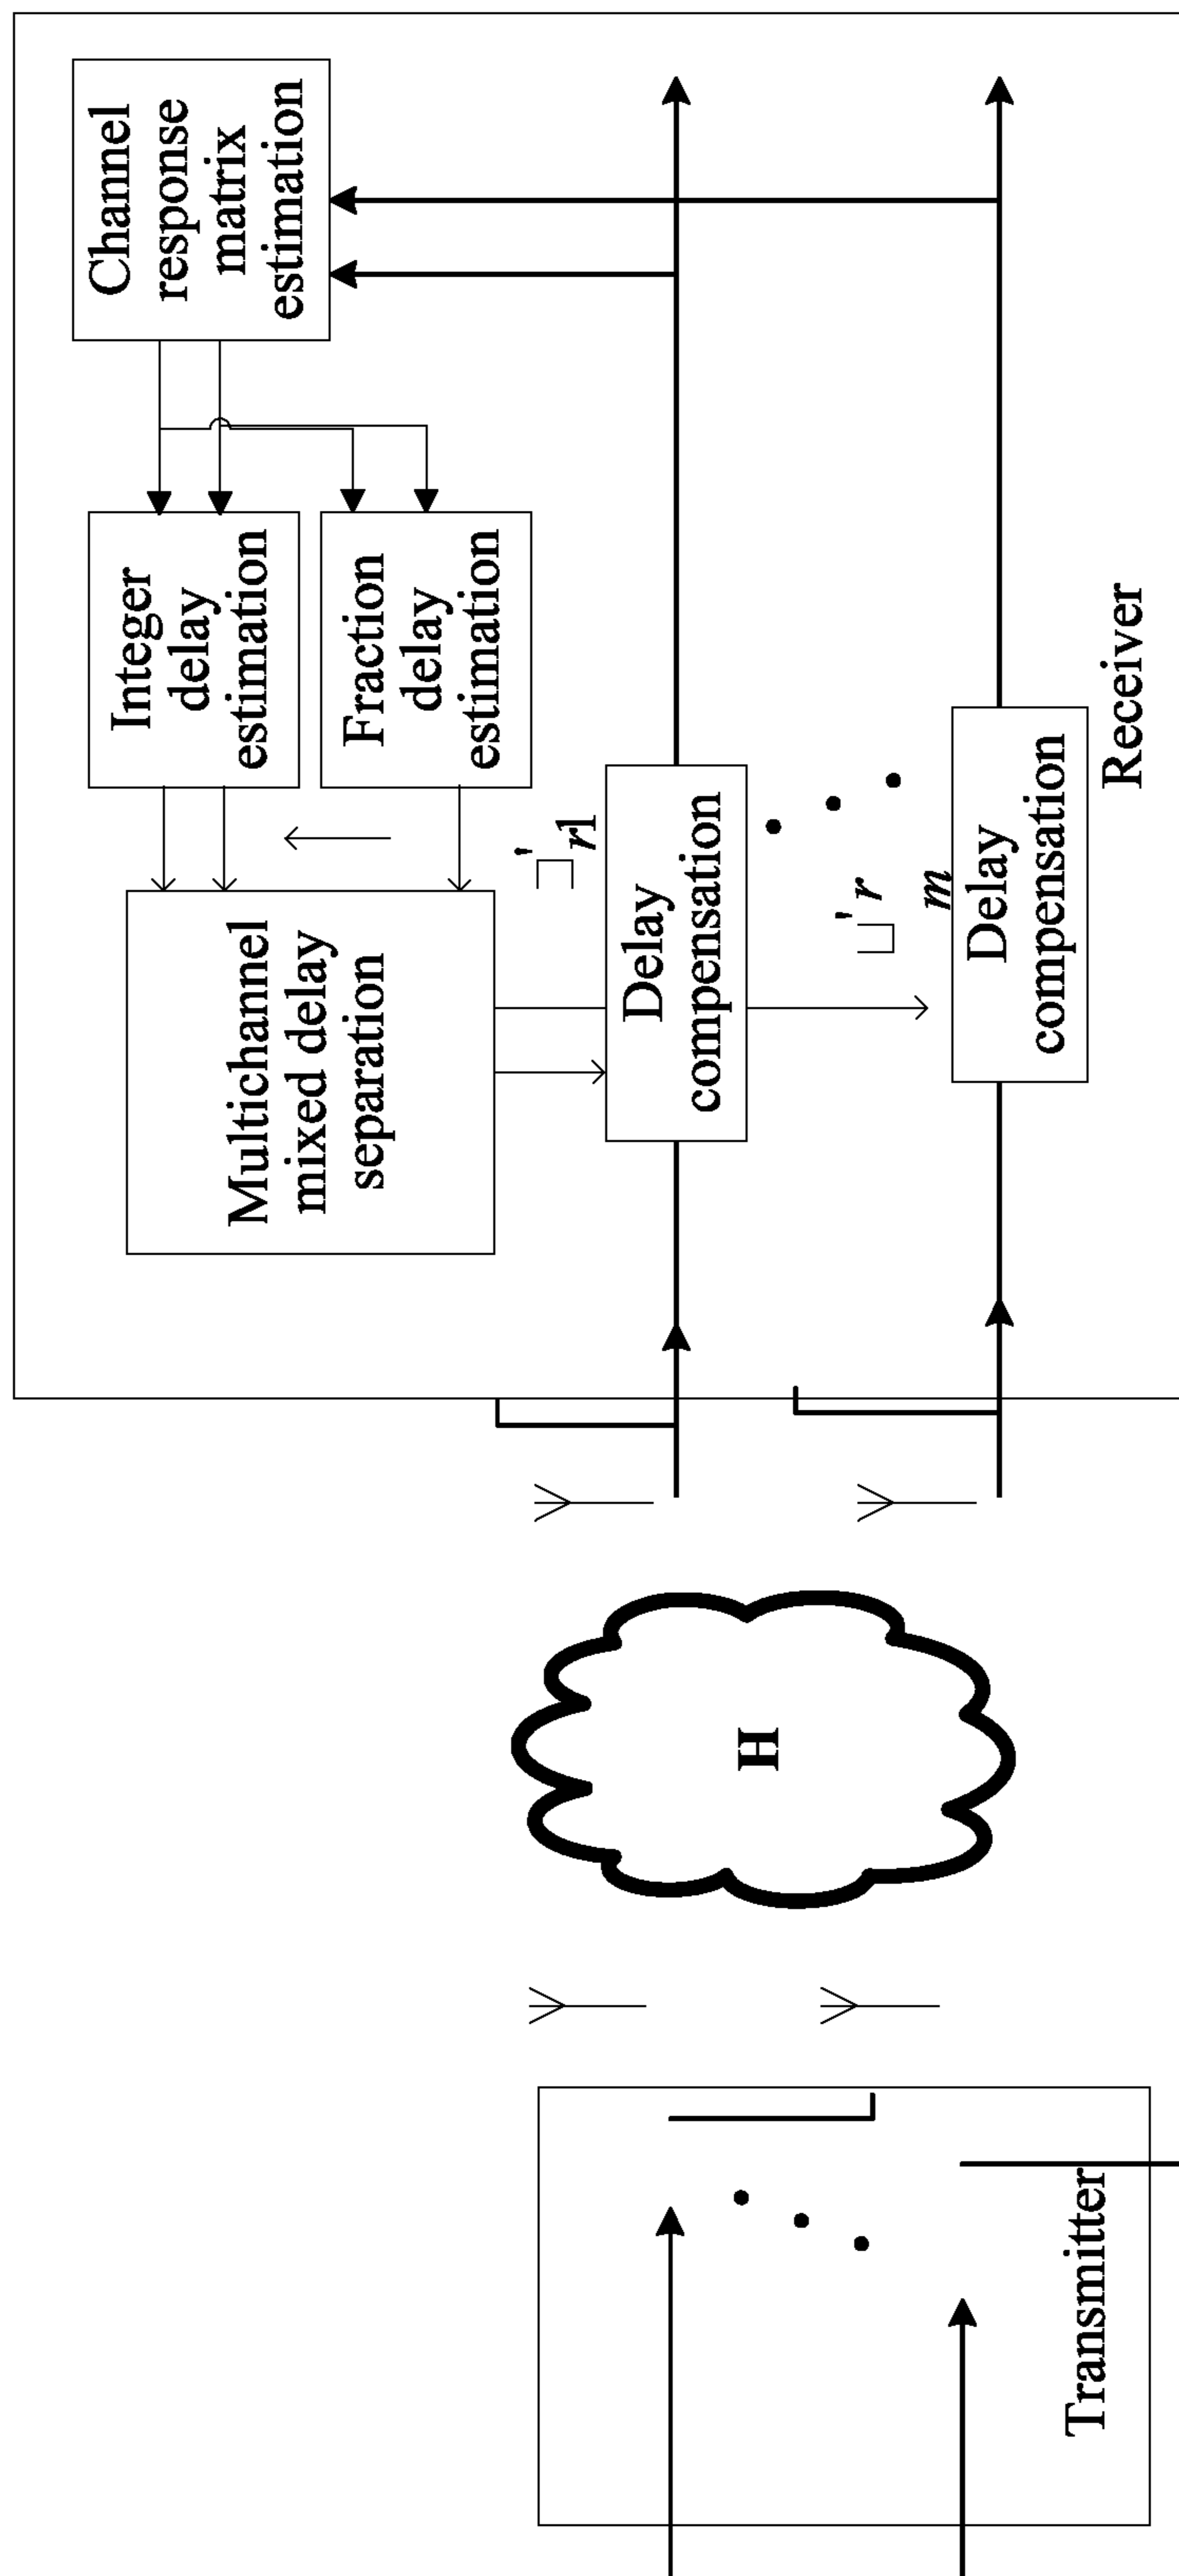 Channel
response
matrix
estimation
Integer
delay
estimation
Fraction
delay
estimation
Multichannel
mixed delay
separation
□'r1
Delay
compensation
□'r
m
Delay
compensation
Receiver
H
Transmitter